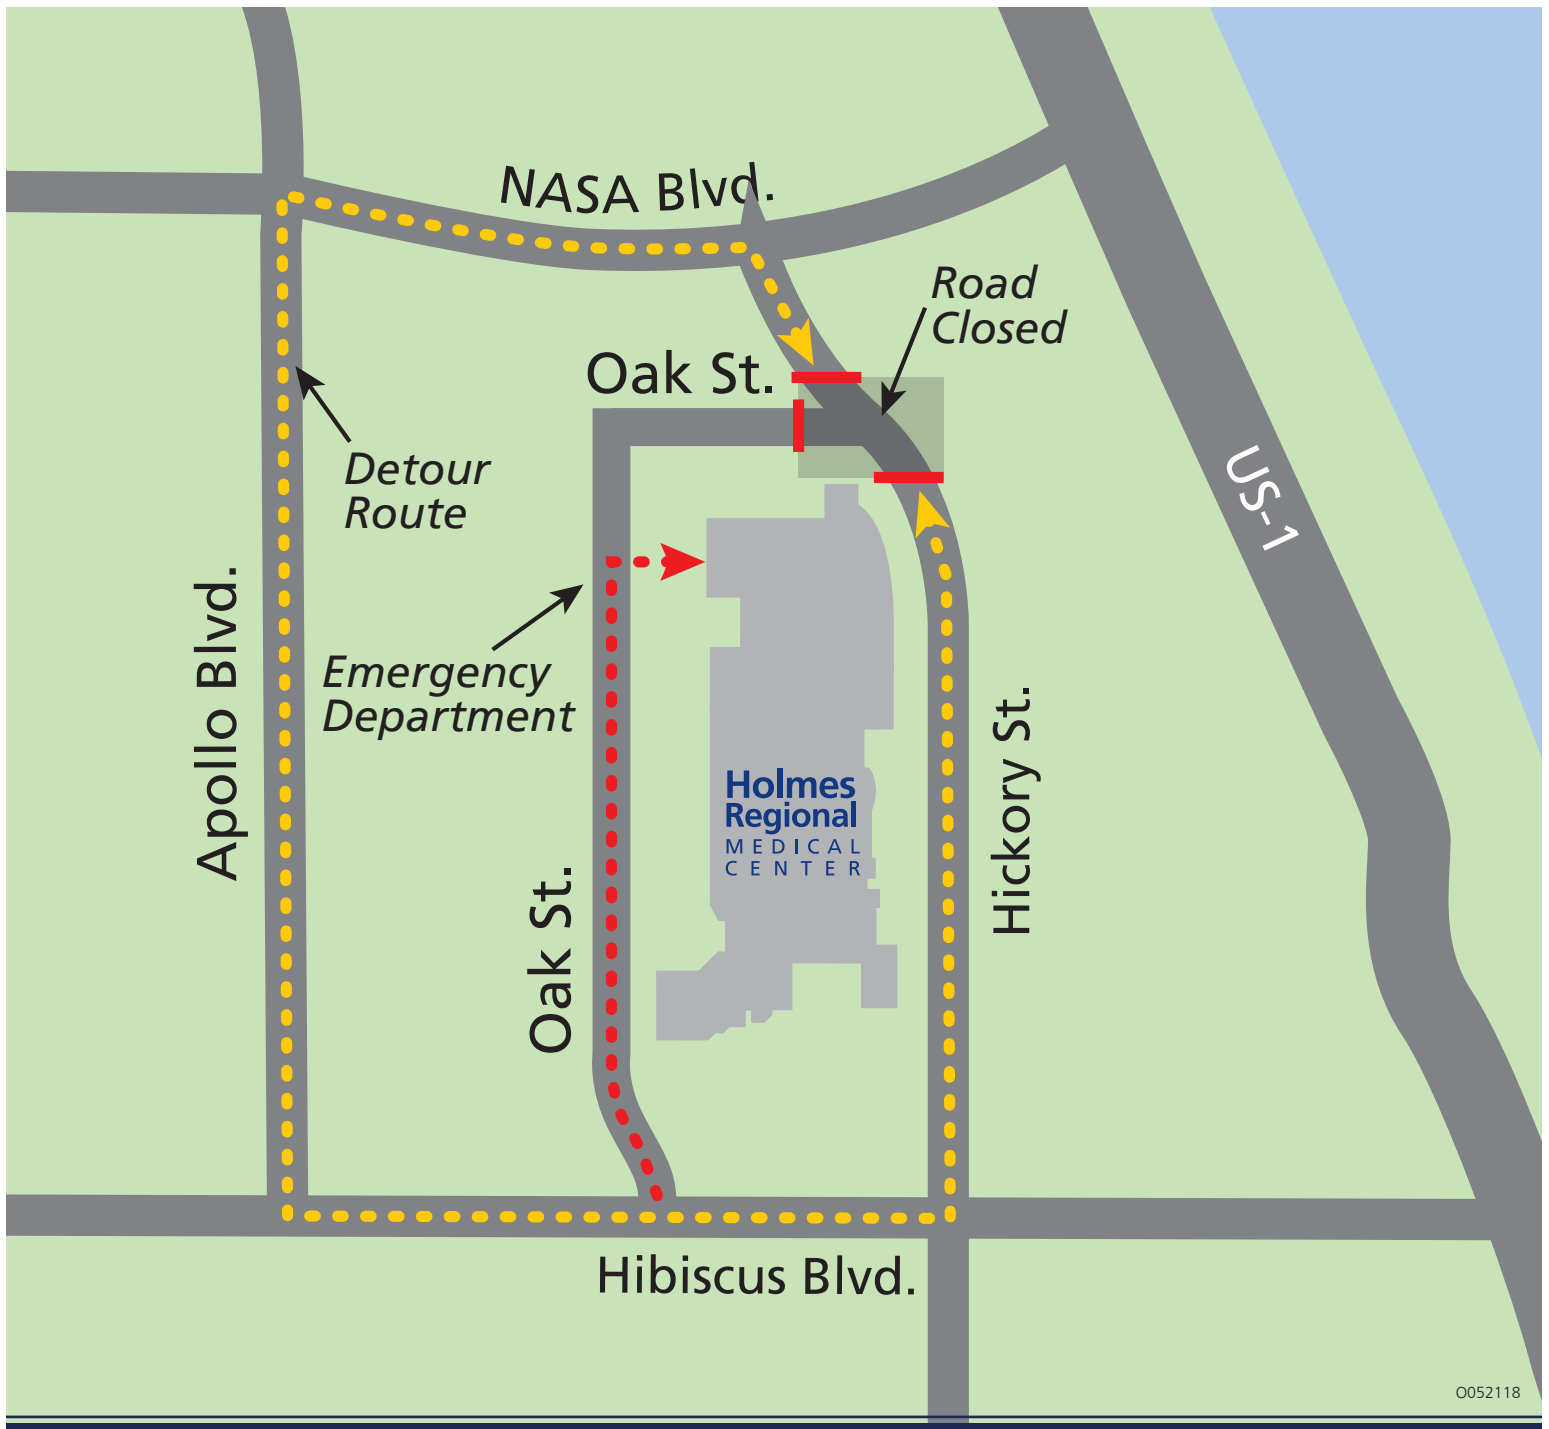 NASA Blvd.
Road
Closed
Oak St.
Detour
Route
US-1
Apollo Blvd.
Emergency
Department
Hickory St.
Holmes
Regional
MEDICAL
CENTER
Oak St.
Hibiscus Blvd.
O052118